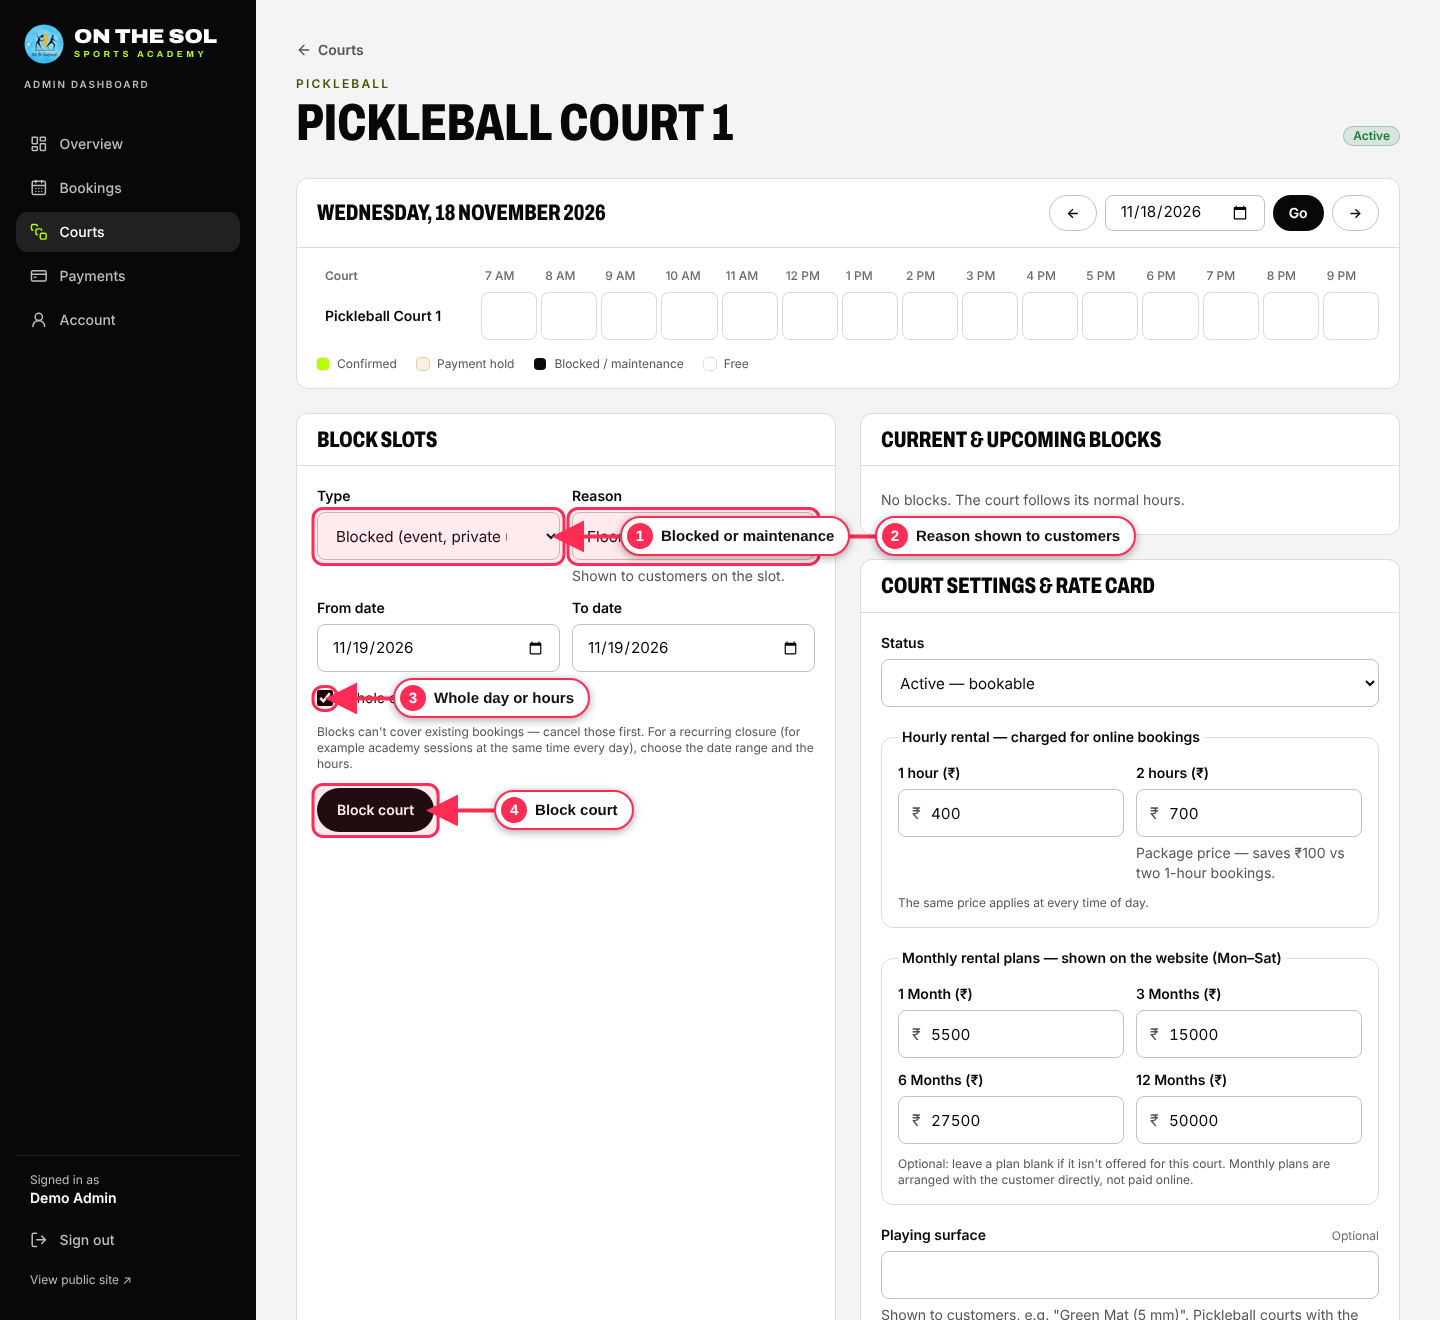 ON THE SOL
SPORTS ACADEMY
ADMIN DASHBOARD
Overview
Bookings
Courts
Payments
Account
Signed in as
Demo Admin
Sign out
View public site ↗
← Courts
PICKLEBALL
PICKLEBALL COURT 1
Active
WEDNESDAY, 18 NOVEMBER 2026
← 11/18/2026 Go →
Court 7 AM 8 AM 9 AM 10 AM 11 AM 12 PM 1 PM 2 PM 3 PM 4 PM 5 PM 6 PM 7 PM 8 PM 9 PM
Pickleball Court 1
Confirmed Payment hold Blocked / maintenance Free
BLOCK SLOTS
Type Reason
Blocked (event, private
1 Blocked or maintenance
2 Reason shown to customers
Shown to customers on the slot.
From date To date
11/19/2026 11/19/2026
3 Whole day or hours
Blocks can't cover existing bookings — cancel those first. For a recurring closure (for
example academy sessions at the same time every day), choose the date range and the
hours.
Block court
4 Block court
CURRENT & UPCOMING BLOCKS
No blocks. The court follows its normal hours.
COURT SETTINGS & RATE CARD
Status
Active — bookable
Hourly rental — charged for online bookings
1 hour (₹) 2 hours (₹)
₹ 400 ₹ 700
Package price — saves ₹100 vs
two 1-hour bookings.
The same price applies at every time of day.
Monthly rental plans — shown on the website (Mon–Sat)
1 Month (₹) 3 Months (₹)
₹ 5500 ₹ 15000
6 Months (₹) 12 Months (₹)
₹ 27500 ₹ 50000
Optional: leave a plan blank if it isn't offered for this court. Monthly plans are
arranged with the customer directly, not paid online.
Playing surface Optional
Shown to customers, e.g. "Green Mat (5 mm)". Pickleball courts with the